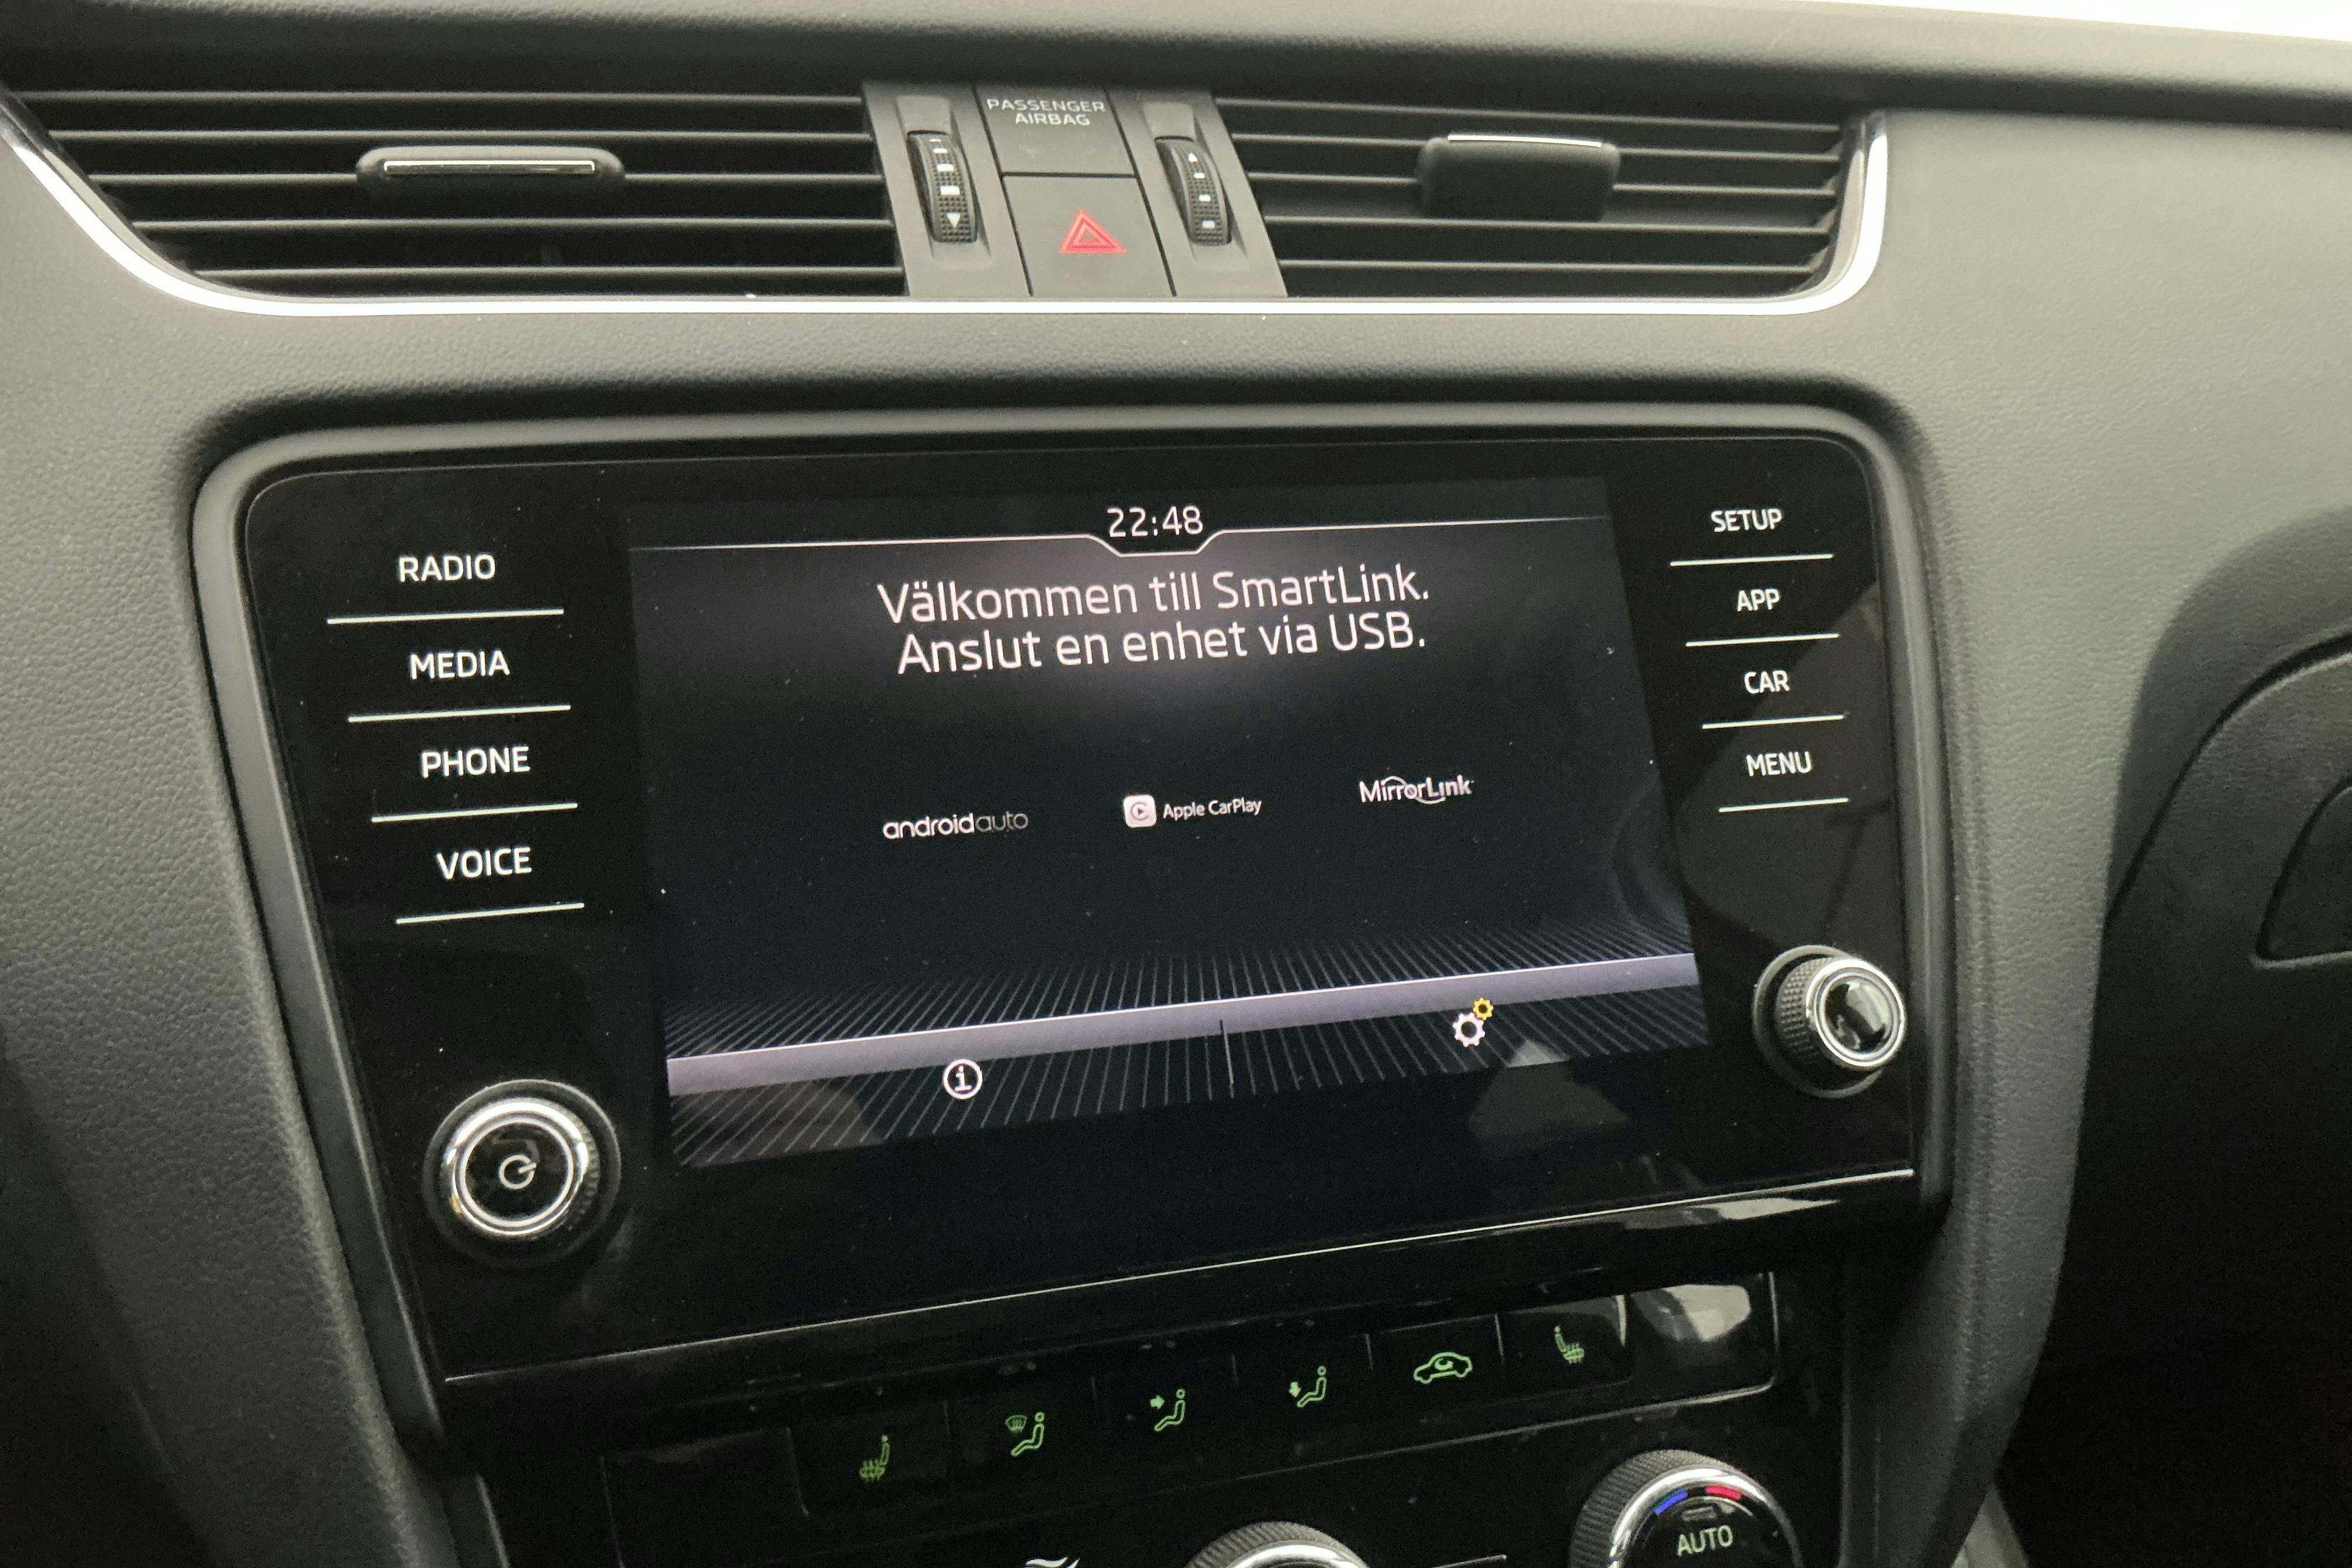 PASSENGER
AIRBAG
22:48
RADIO
MEDIA
PHONE
VOICE
Välkommen till SmartLink.
Anslut en enhet via USB.
androidauto
Apple CarPlay
MirrorLink
SETUP
APP
CAR
MENU
AUTO